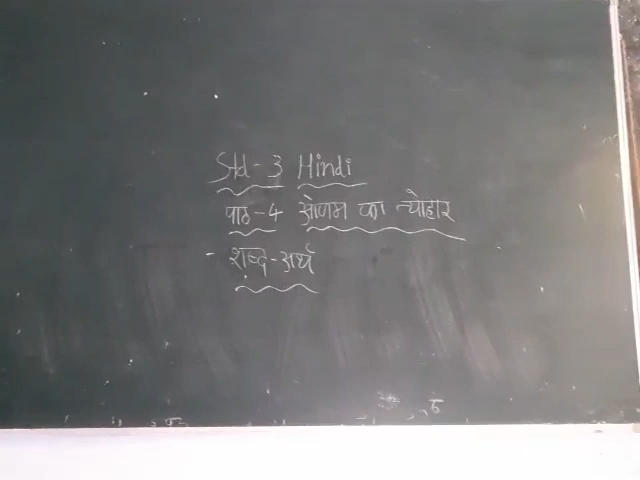 Std - 3 Hindi
पाठ - 4 ओणम का त्योहार
- शब्द - अर्थ